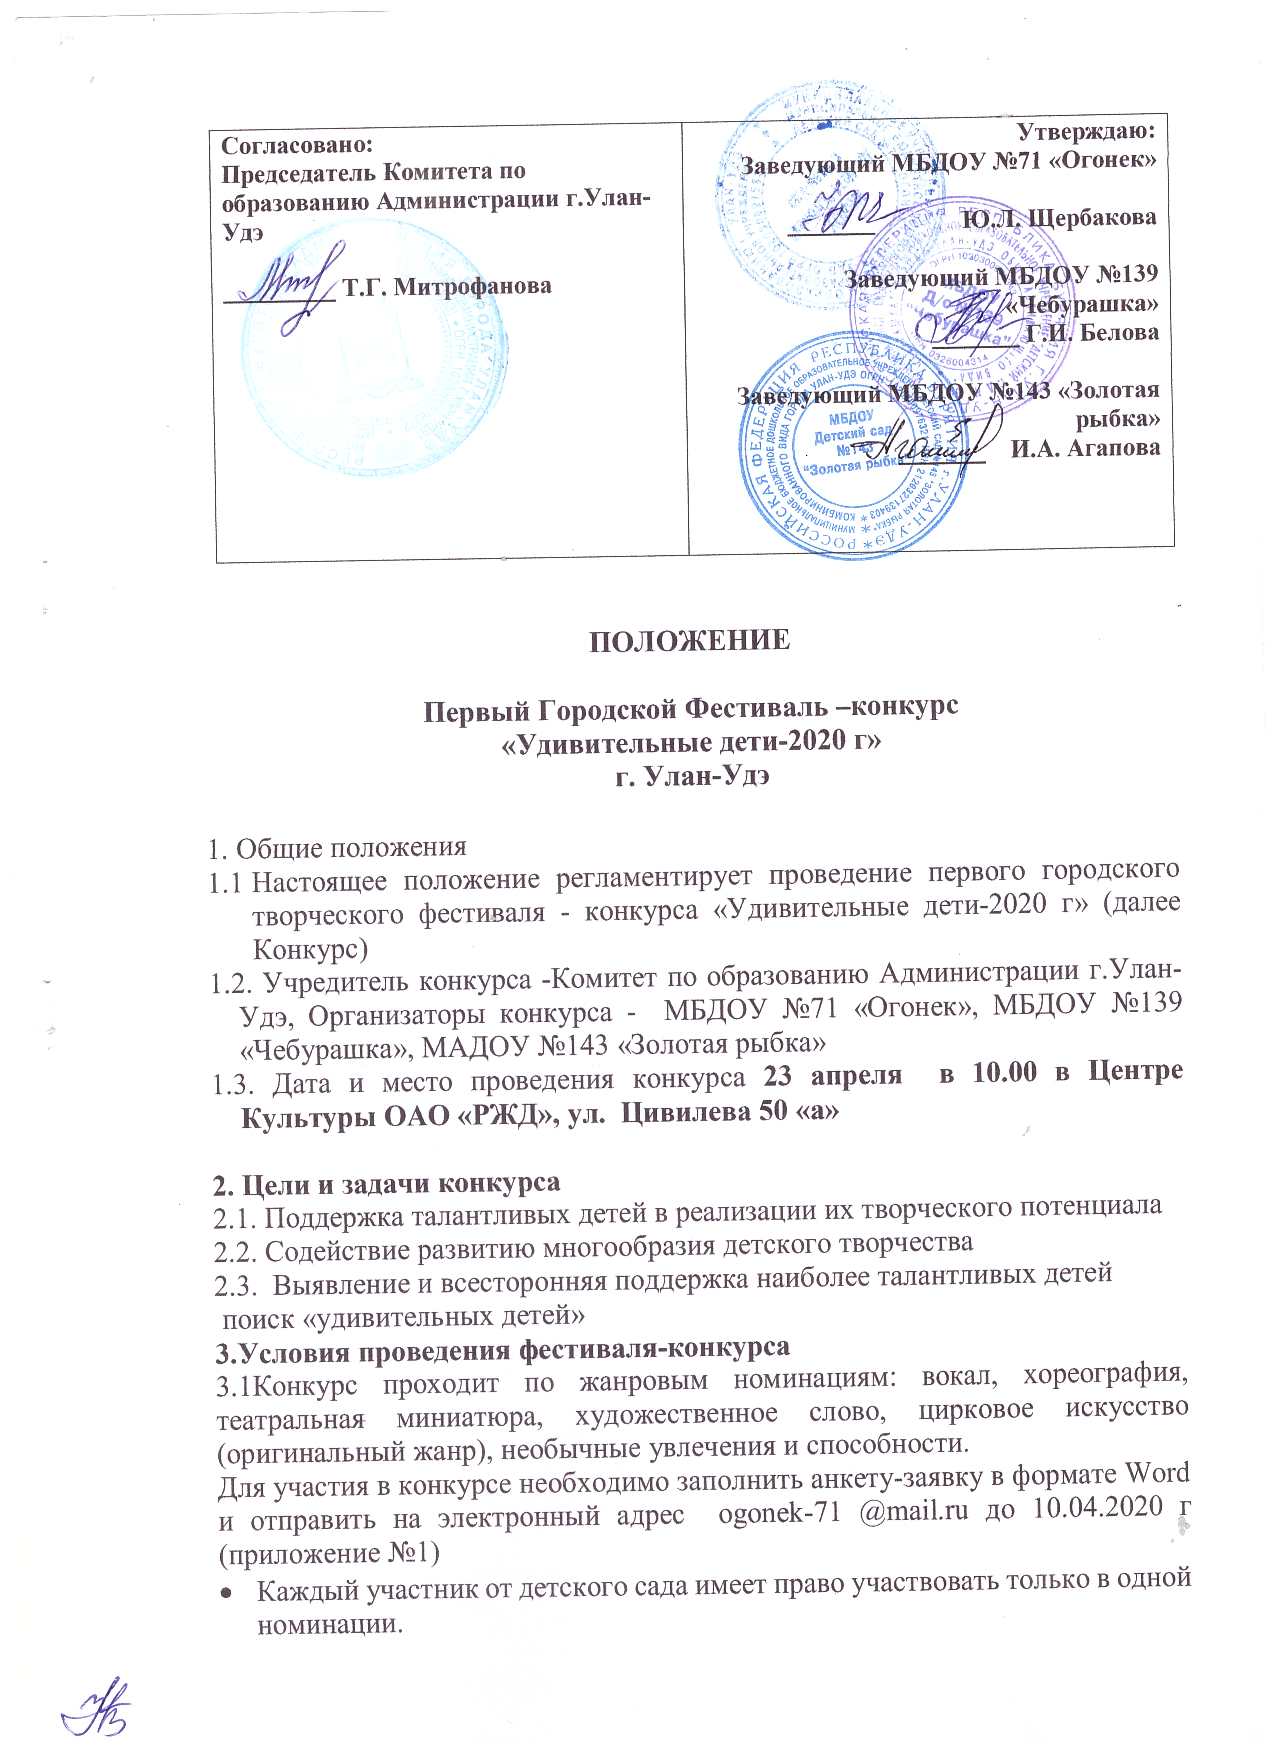 Согласовано:
Председатель Комитета по
образованию Администрации г.Улан-
Удэ
Т.Г. Митрофанова
Утверждаю:
Заведующий МБДОУ №71 «Огонек»
Ю.Л. Щербакова
Заведующий МБДОУ №139
«Чебурашка»
Г.И. Белова
Заведующий МБДОУ №143 «Золотая
рыбка»
И.А. Агапова
МБДОУ
Детский сад
№143
"Золотая рыбка"
ПОЛОЖЕНИЕ
Первый Городской Фестиваль –конкурс
«Удивительные дети-2020 г»
г. Улан-Удэ
1. Общие положения
1.1 Настоящее положение регламентирует проведение первого городского
творческого фестиваля - конкурса «Удивительные дети-2020 г» (далее
Конкурс)
1.2. Учредитель конкурса -Комитет по образованию Администрации г.Улан-
Удэ, Организаторы конкурса - МБДОУ №71 «Огонек», МБДОУ №139
«Чебурашка», МАДОУ №143 «Золотая рыбка»
1.3. Дата и место проведения конкурса 23 апреля в 10.00 в Центре
Культуры ОАО «РЖД», ул. Цивилева 50 «а»
2. Цели и задачи конкурса
2.1. Поддержка талантливых детей в реализации их творческого потенциала
2.2. Содействие развитию многообразия детского творчества
2.3. Выявление и всесторонняя поддержка наиболее талантливых детей
поиск «удивительных детей»
3.Условия проведения фестиваля-конкурса
3.1Конкурс проходит по жанровым номинациям: вокал, хореография,
театральная миниатюра, художественное слово, цирковое искусство
(оригинальный жанр), необычные увлечения и способности.
Для участия в конкурсе необходимо заполнить анкету-заявку в формате Word
и отправить на электронный адрес ogonek-71 @mail.ru до 10.04.2020 г
(приложение №1)
• Каждый участник от детского сада имеет право участвовать только в одной
номинации.